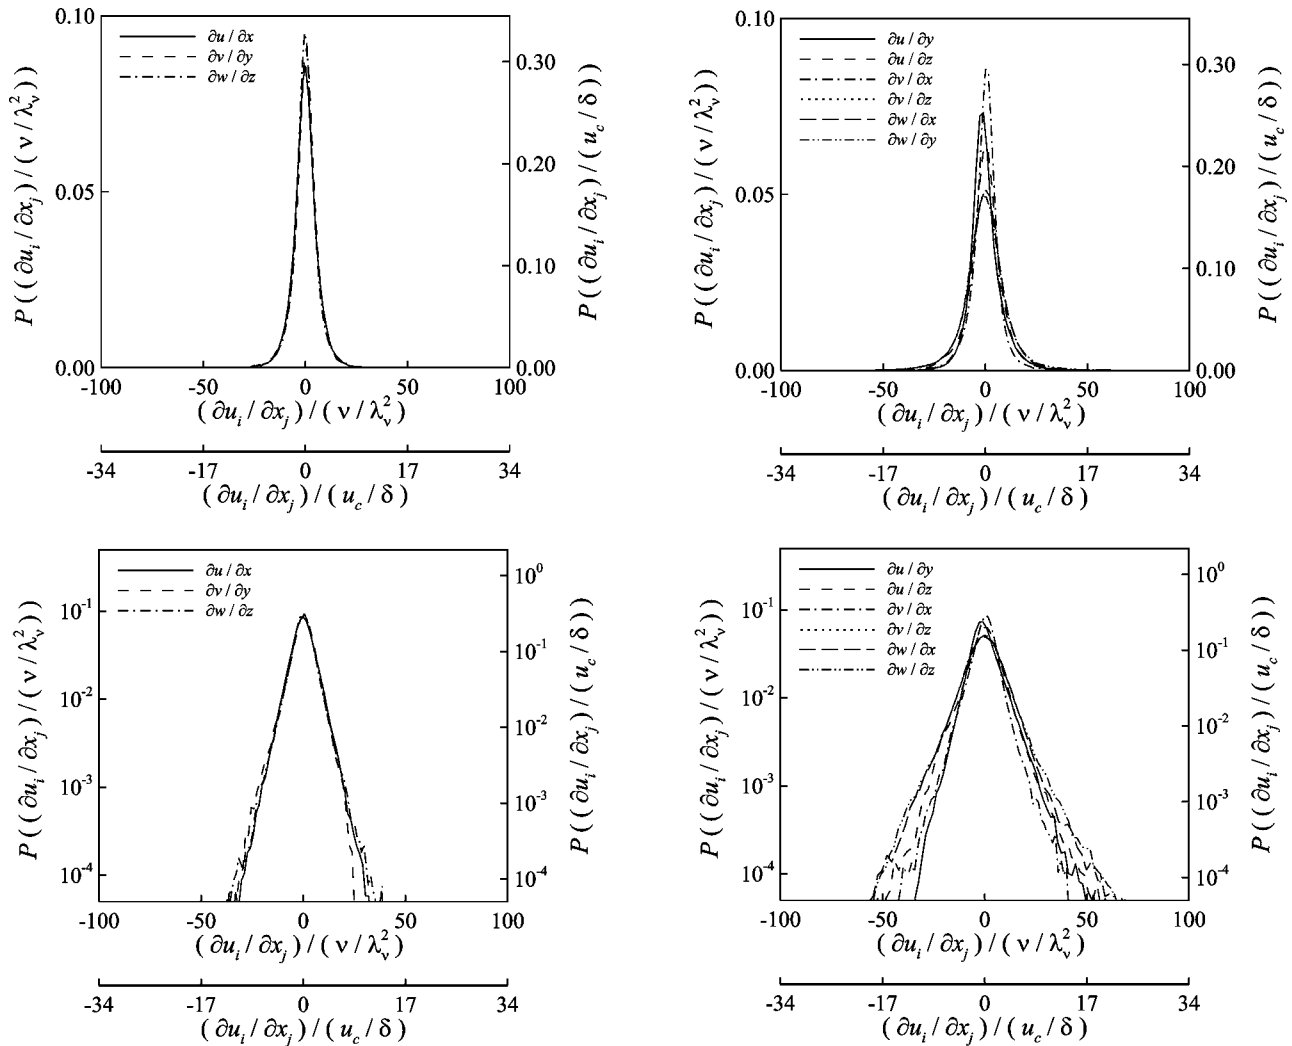 0.10
0.05
0.00
P((∂u_i/∂x_j)/(ν/λ_ν^2))
∂u/∂x
∂v/∂y
∂w/∂z
0.30
0.20
0.10
0.00
P((∂u_i/∂x_j)/(u_c/δ))
-100 -50 0 50 100
(∂u_i/∂x_j)/(ν/λ_ν^2)
-34 -17 0 17 34
(∂u_i/∂x_j)/(u_c/δ)
0.10
0.05
0.00
P((∂u_i/∂x_j)/(ν/λ_ν^2))
∂u/∂y
∂u/∂z
∂v/∂x
∂v/∂z
∂w/∂x
∂w/∂y
0.30
0.20
0.10
0.00
P((∂u_i/∂x_j)/(u_c/δ))
-100 -50 0 50 100
(∂u_i/∂x_j)/(ν/λ_ν^2)
-34 -17 0 17 34
(∂u_i/∂x_j)/(u_c/δ)
10^-1
10^-2
10^-3
10^-4
P((∂u_i/∂x_j)/(ν/λ_ν^2))
∂u/∂x
∂v/∂y
∂w/∂z
10^0
10^-1
10^-2
10^-3
10^-4
P((∂u_i/∂x_j)/(u_c/δ))
-100 -50 0 50 100
(∂u_i/∂x_j)/(ν/λ_ν^2)
-34 -17 0 17 34
(∂u_i/∂x_j)/(u_c/δ)
10^-1
10^-2
10^-3
10^-4
P((∂u_i/∂x_j)/(ν/λ_ν^2))
∂u/∂y
∂u/∂z
∂v/∂x
∂v/∂z
∂w/∂x
∂w/∂z
10^0
10^-1
10^-2
10^-3
10^-4
P((∂u_i/∂x_j)/(u_c/δ))
-100 -50 0 50 100
(∂u_i/∂x_j)/(ν/λ_ν^2)
-34 -17 0 17 34
(∂u_i/∂x_j)/(u_c/δ)